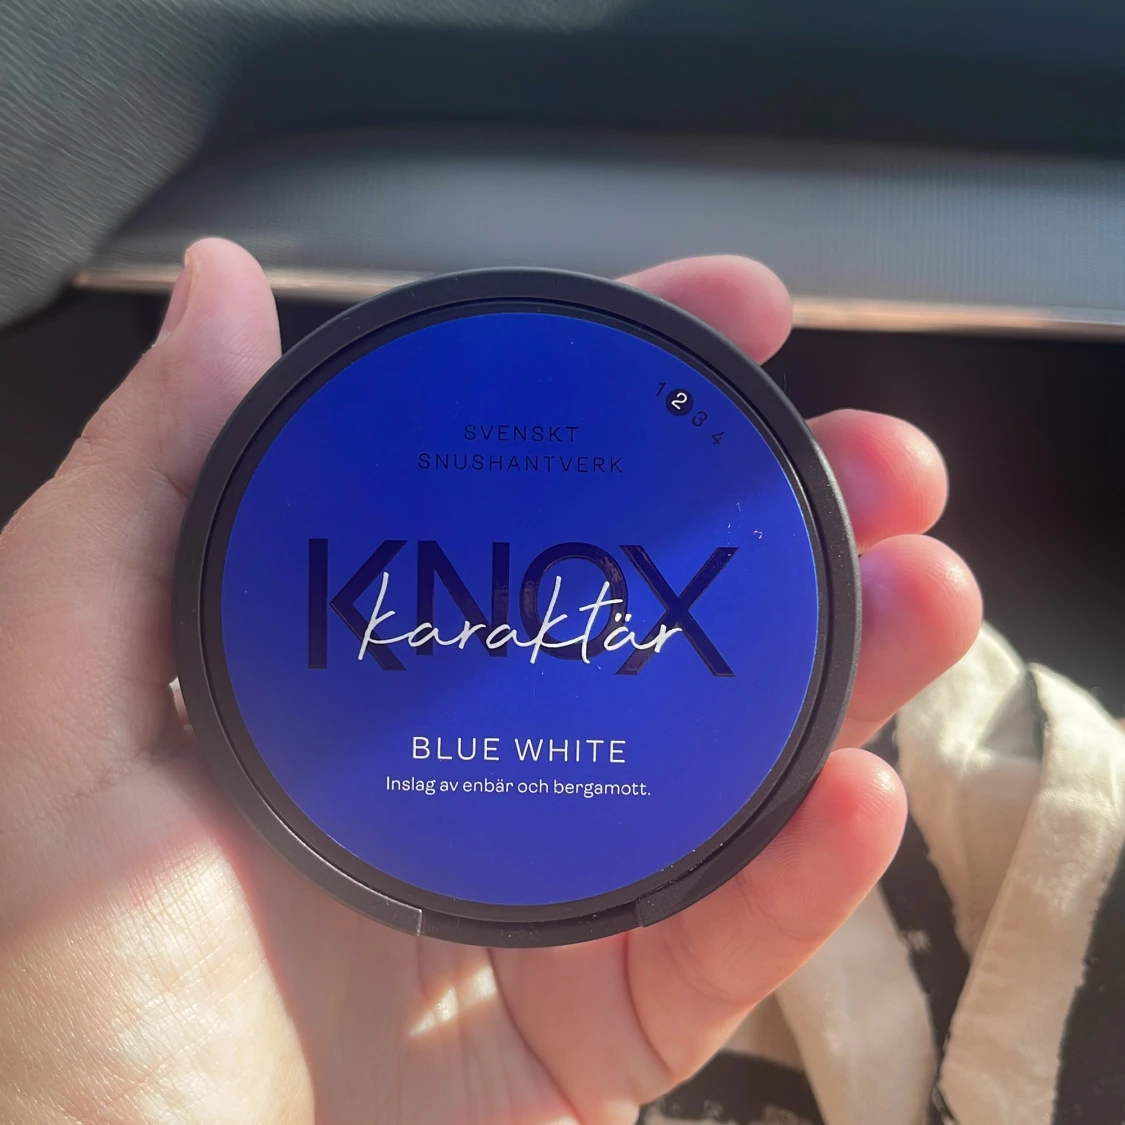 1 2 3 4
SVENSKT
SNUSHANTVERK
KNOX
karaktär
BLUE WHITE
Inslag av enbär och bergamott.